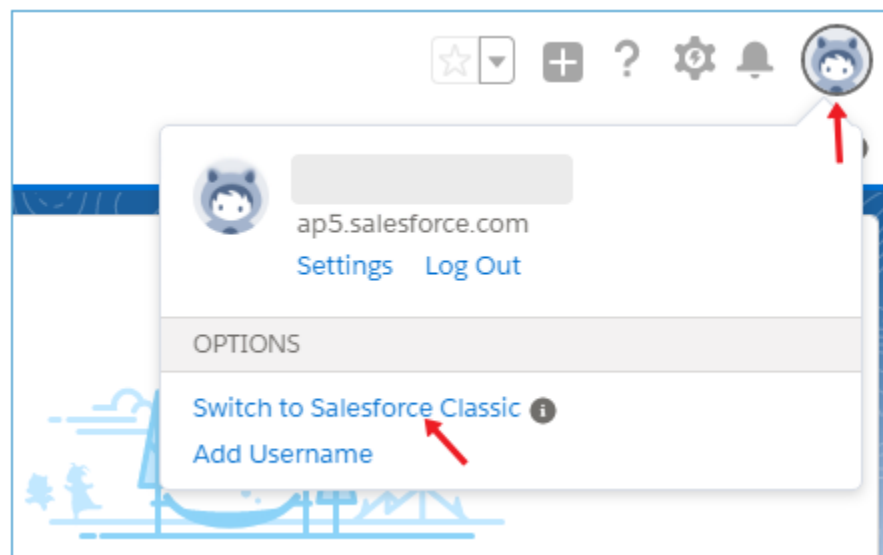 ?
ap5.salesforce.com
Settings Log Out
OPTIONS
Switch to Salesforce Classic i
Add Username